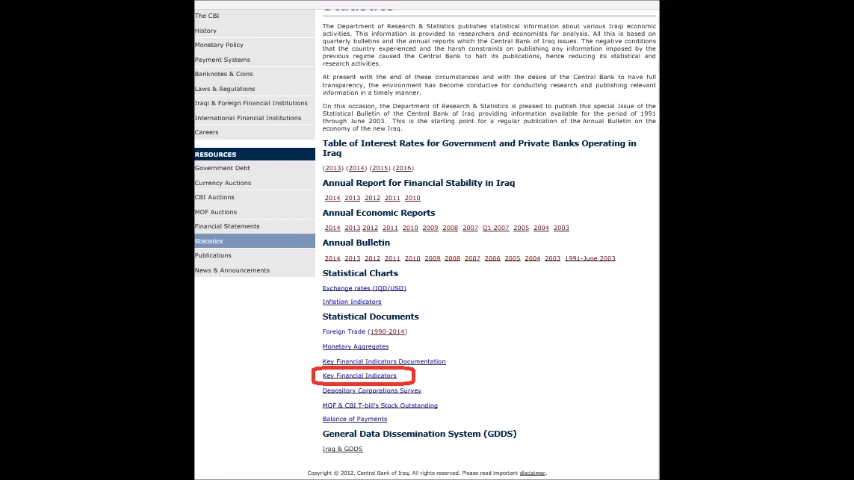 Statistics
The CBI
History
Monetary Policy
Payment Systems
Banknotes & Coins
Laws & Regulations
Iraqi & Foreign Financial Institutions
International Financial Institutions
Careers
RESOURCES
Government Debt
Currency Auctions
CBI Auctions
MOF Auctions
Financial Statements
Statistics
Publications
News & Announcements
The Department of Research & Statistics publishes statistical information about various Iraqi economic
activities. This information is provided to researchers and economists for analysis. All this is based on
quarterly bulletins and the annual reports which the Central Bank of Iraq issues. The negative conditions
that the country experienced and the harsh constraints on publishing any information imposed by the
previous regime caused the Central Bank to halt its publications, hence reducing its statistical and
research activities.
At present with the end of these circumstances and with the desire of the Central Bank to have full
transparency, the environment has become conducive for conducting research and publishing relevant
information in a timely manner.
On this occasion, the Department of Research & Statistics is pleased to publish this special Issue of the
Statistical Bulletin of the Central Bank of Iraq providing information available for the period of 1991
through June 2003. This is the starting point for a regular publication of the Annual Bulletin on the
economy of the new Iraq.
Table of Interest Rates for Government and Private Banks Operating in
Iraq
(2013) (2014) (2015) (2016)
Annual Report for Financial Stability in Iraq
2014 2013 2012 2011 2010
Annual Economic Reports
2014 2013 2012 2011 2010 2009 2008 2007 Q1 2007 2005 2004 2003
Annual Bulletin
2014 2013 2012 2011 2010 2009 2008 2007 2006 2005 2004 2003 1991-June 2003
Statistical Charts
Exchange rates (IQD/USD)
Inflation Indicators
Statistical Documents
Foreign Trade (1990-2014)
Monetary Aggregates
Key Financial Indicators Documentation
Key Financial Indicators
Depository Corporations Survey
MOF & CBI T-bill's Stock Outstanding
Balance of Payments
General Data Dissemination System (GDDS)
Iraq & GDDS
Copyright © 2012. Central Bank of Iraq. All rights reserved. Please read important disclaimer.